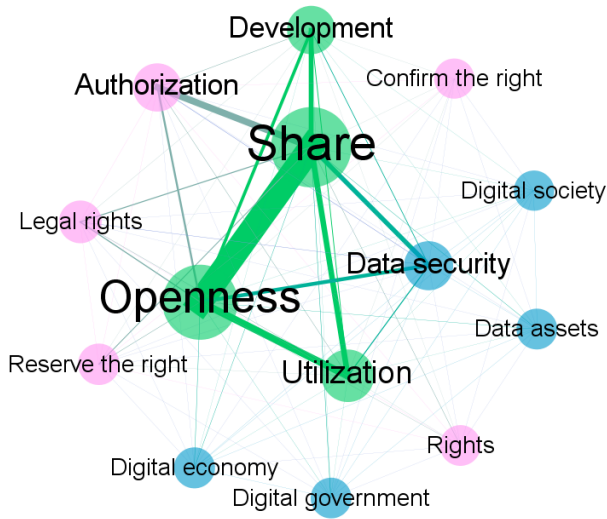 Development
Authorization
Confirm the right
Share
Digital society
Legal rights
Data security
Openness
Data assets
Reserve the right
Utilization
Rights
Digital economy
Digital government